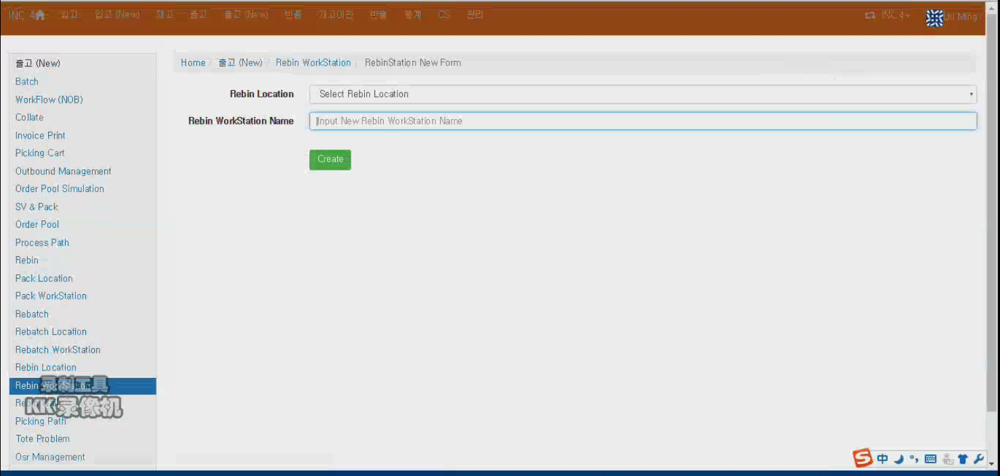 INC 4 입고 입고 (New) 재고 출고 출고 (New) 반품 재고이관 반출 통계 CS 관리 INC 4 Ju Ming
출고 (New)
Home / 출고 (New) / Rebin WorkStation / RebinStation New Form
Batch
WorkFlow (NOB)
Collate
Invoice Print
Picking Cart
Outbound Management
Order Pool Simulation
SV & Pack
Order Pool
Process Path
Rebin
Pack Location
Pack WorkStation
Rebatch
Rebatch Location
Rebatch WorkStation
Rebin Location
Rebin WorkStation
Picking Path
Tote Problem
Osr Management
Rebin Location Select Rebin Location
Rebin WorkStation Name Input New Rebin WorkStation Name
Create
录制工具
KK录像机
S 中